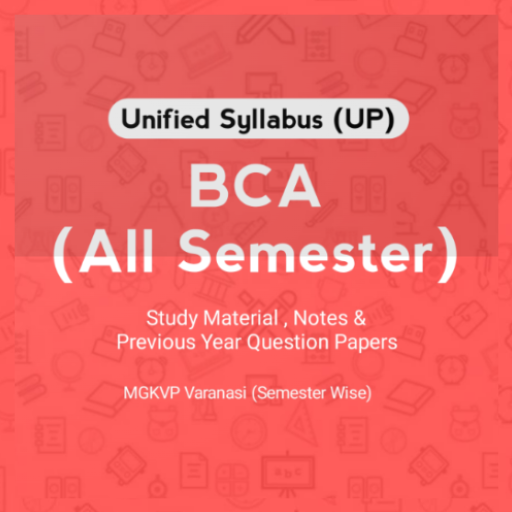 Unified Syllabus (UP)
BCA
(All Semester)
Study Material , Notes &
Previous Year Question Papers
MGKVP Varanasi (Semester Wise)